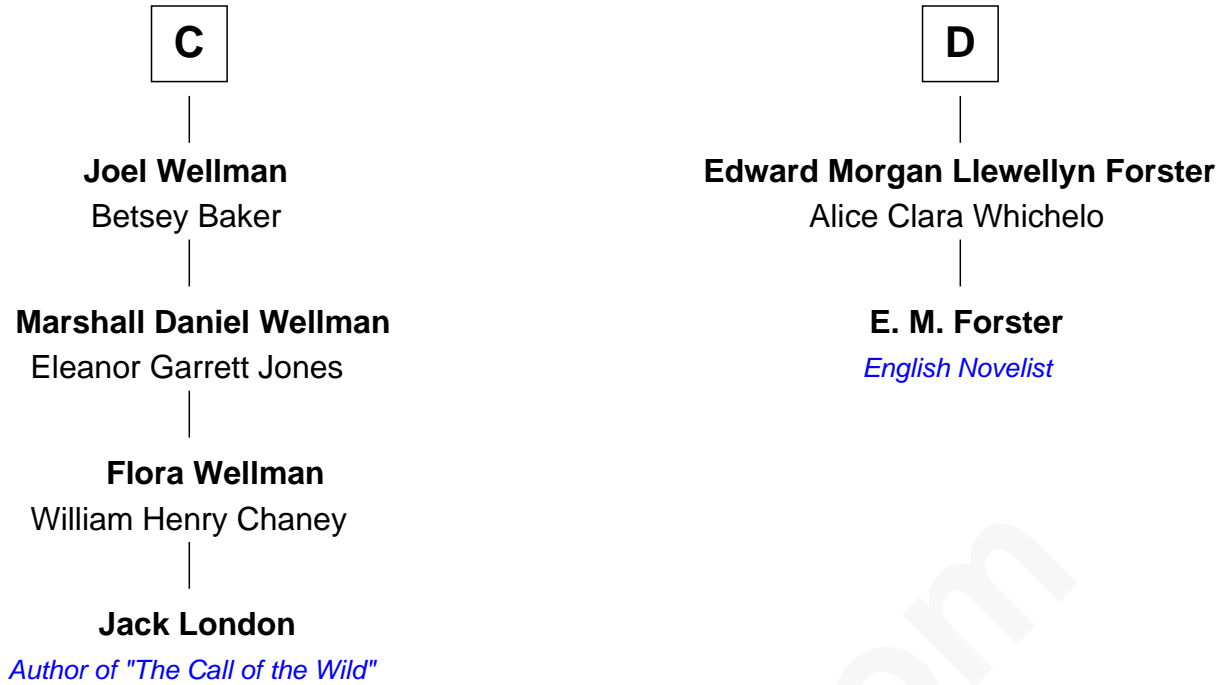 C
Joel Wellman
Betsey Baker
Marshall Daniel Wellman
Eleanor Garrett Jones
Flora Wellman
William Henry Chaney
Jack London
Author of "The Call of the Wild"
D
Edward Morgan Llewellyn Forster
Alice Clara Whichelo
E. M. Forster
English Novelist
om